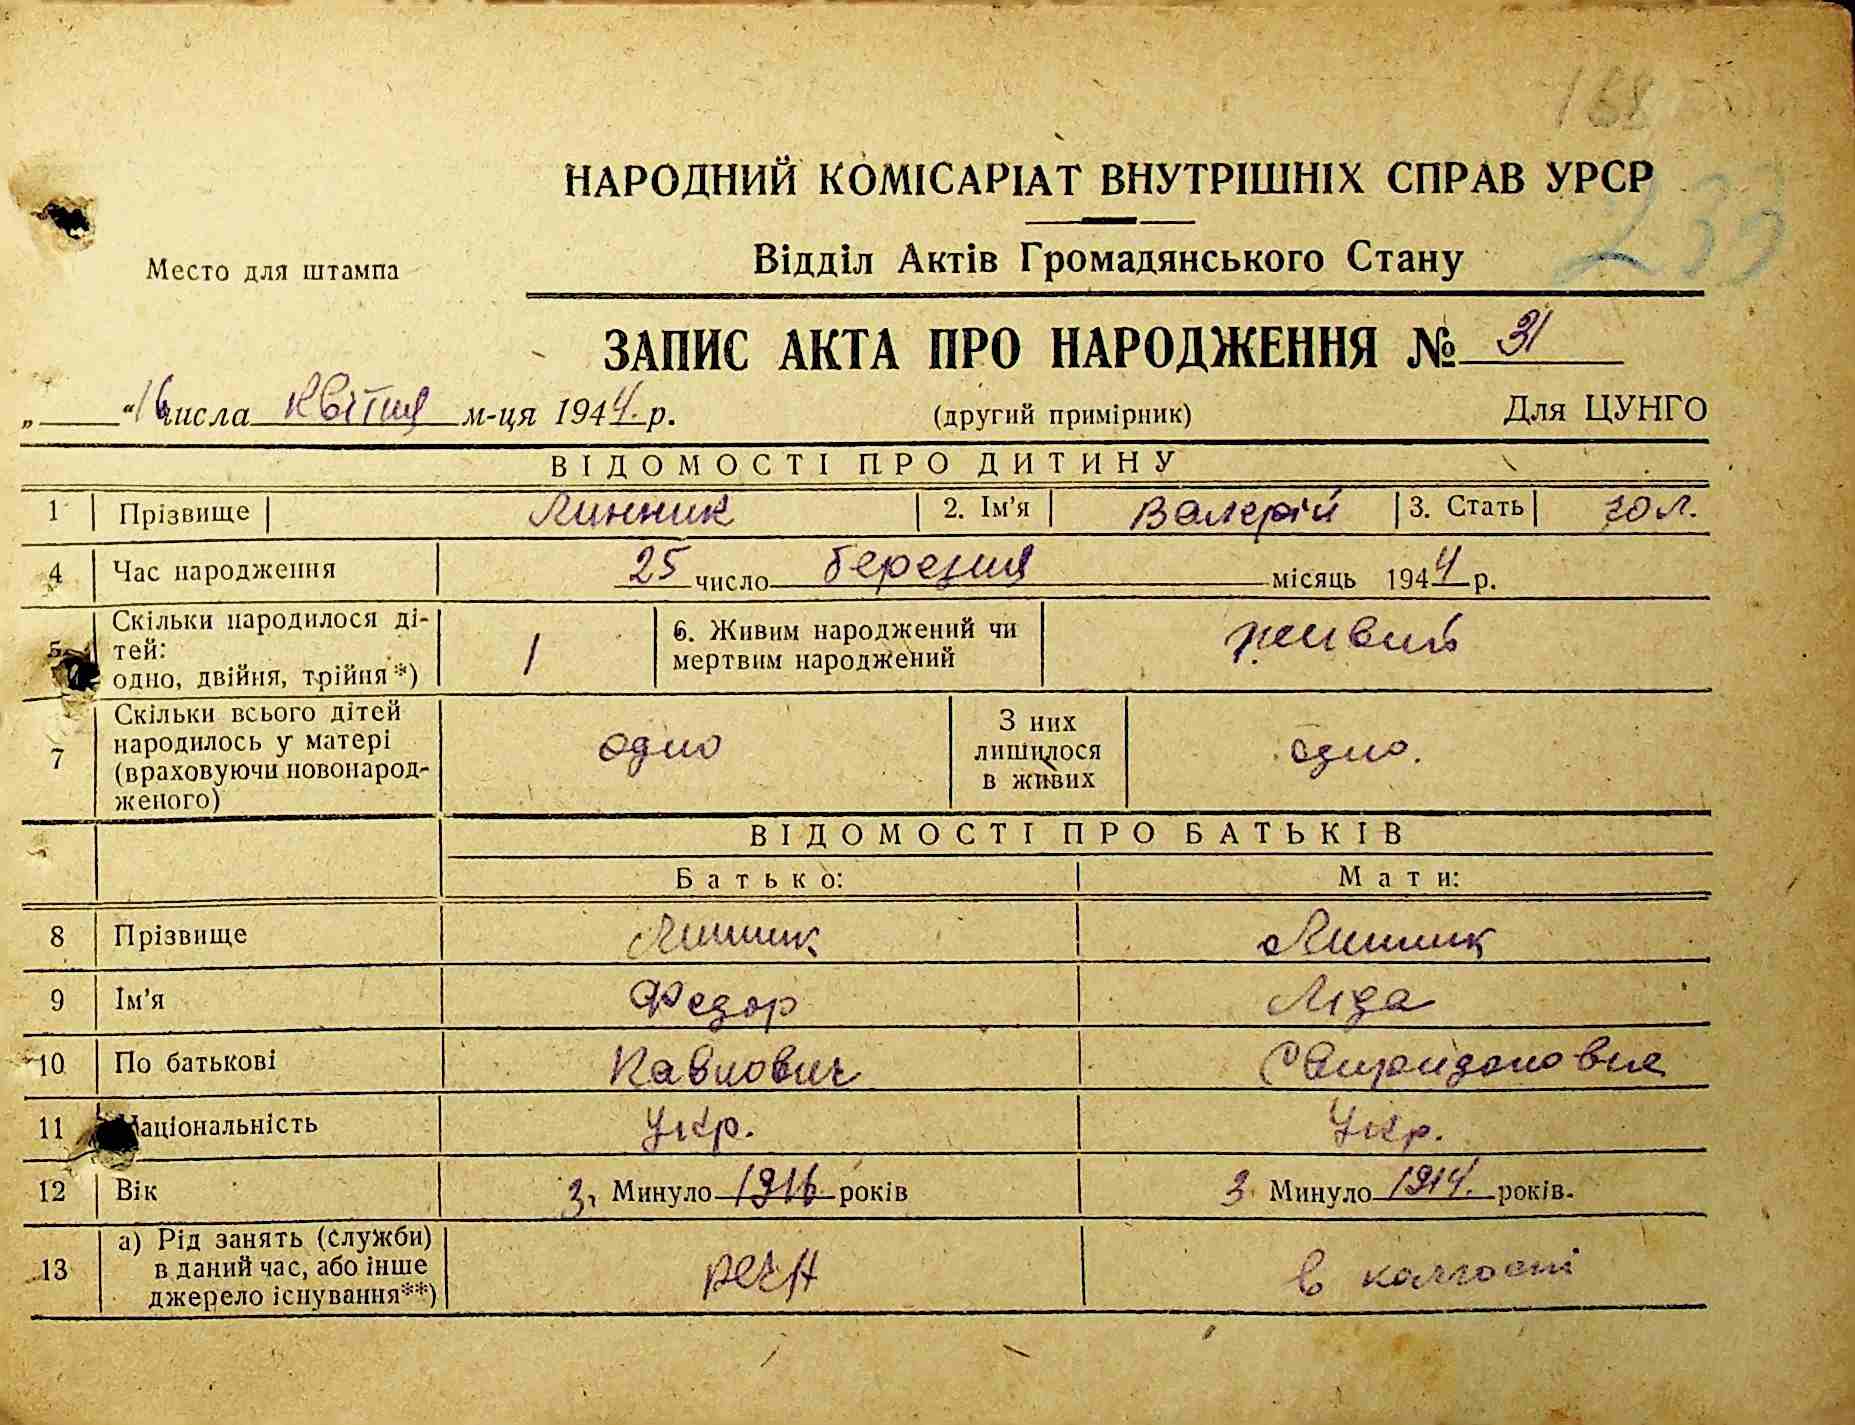 168
НАРОДНИЙ КОМІСАРІАТ ВНУТРІШНІХ СПРАВ УРСР
233
Место для штампа
Відділ Актів Громадянського Стану
ЗАПИС АКТА ПРО НАРОДЖЕННЯ № 31
„ “ 16 числа квітня м-ця 1944. р. (другий примірник) Для ЦУНГО
ВІДОМОСТІ ПРО ДИТИНУ
1 Прізвище Линник 2. Ім'я Валерій 3. Стать чол.
4 Час народження 25 число березня місяць 1944 р.
5 Скільки народилося ді-
тей:
одно, двійня, трійня*) 1 6. Живим народжений чи
мертвим народжений живий
7 Скільки всього дітей
народилось у матері
(враховуючи новонарод-
женого) одно З них
лишилося
в живих одно.
ВІДОМОСТІ ПРО БАТЬКІВ
Батько: Мати:
8 Прізвище Линник Линник
9 Ім'я Федор Ліда
10 По батькові Павлович Спиридоновна
11 Національність Укр. Укр.
12 Вік з. Минуло 1916 років з Минуло 1914. років.
13 а) Рід занять (служби)
в даний час, або інше
джерело існування**) РСЧА в колгоспі